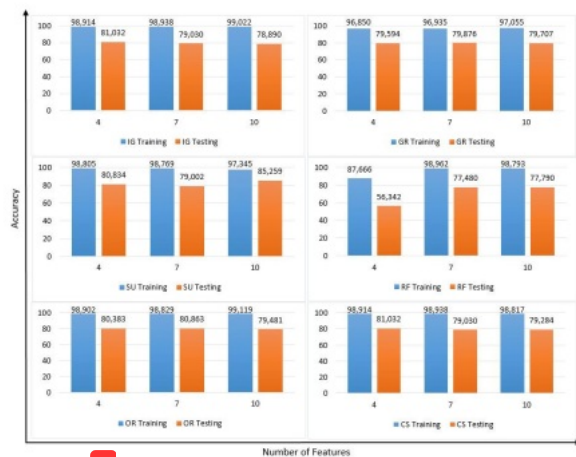 98,914 98,938 99,022
100 81,032 79,030 78,890
80
60
40
20
0
4 7 10
IG Training IG Testing
96,850 96,935 97,055
100 79,594 79,876 79,707
80
60
40
20
0
4 7 10
GR Training GR Testing
98,805 98,769 97,345
100 80,834 79,002 85,259
80
60
40
20
0
4 7 10
SU Training SU Testing
87,666 98,962 98,793
100 56,342 77,480 77,790
80
60
40
20
0
4 7 10
RF Training RF Testing
98,902 98,829 99,119
100 80,383 80,863 79,481
80
60
40
20
0
4 7 10
OR Training OR Testing
98,914 98,938 98,817
100 81,032 79,030 79,284
80
60
40
20
0
4 7 10
CS Training CS Testing
Accuracy
Number of Features